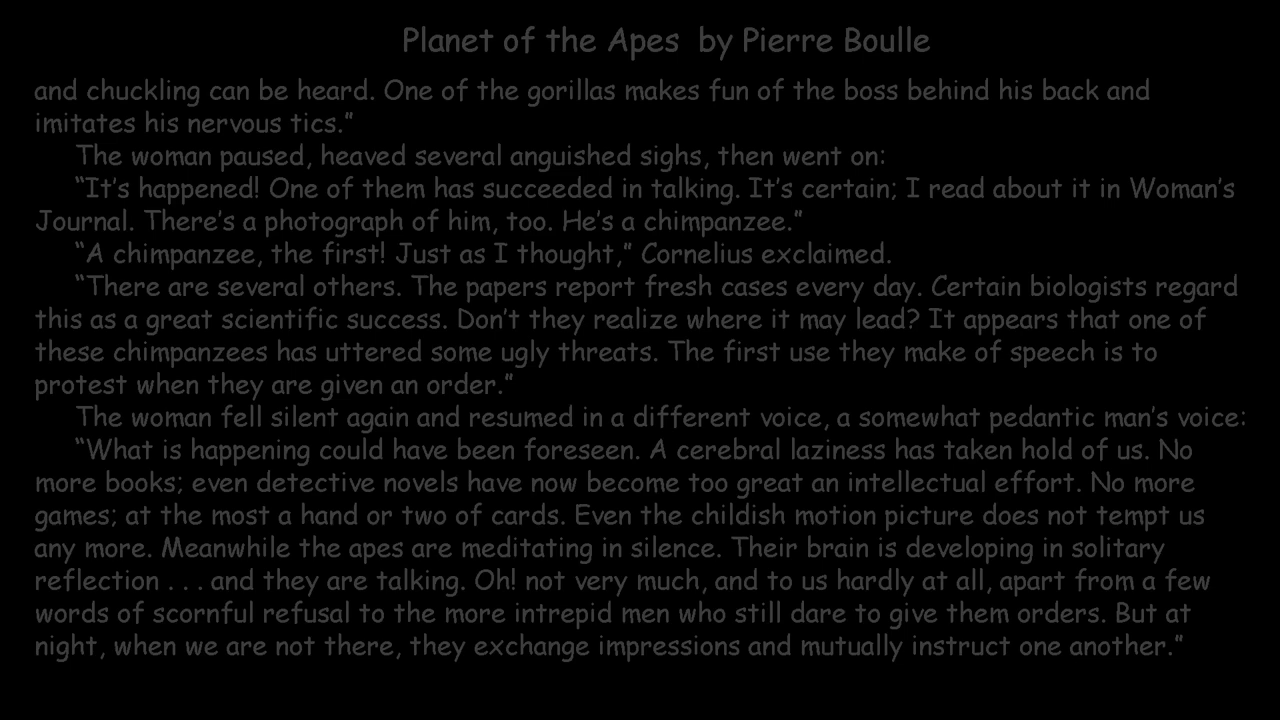 Planet of the Apes  by Pierre Boulle
and chuckling can be heard. One of the gorillas makes fun of the boss behind his back and
imitates his nervous tics.”
The woman paused, heaved several anguished sighs, then went on:
“It’s happened! One of them has succeeded in talking. It’s certain; I read about it in Woman’s
Journal. There’s a photograph of him, too. He’s a chimpanzee.”
“A chimpanzee, the first! Just as I thought,” Cornelius exclaimed.
“There are several others. The papers report fresh cases every day. Certain biologists regard
this as a great scientific success. Don’t they realize where it may lead? It appears that one of
these chimpanzees has uttered some ugly threats. The first use they make of speech is to
protest when they are given an order.”
The woman fell silent again and resumed in a different voice, a somewhat pedantic man’s voice:
“What is happening could have been foreseen. A cerebral laziness has taken hold of us. No
more books; even detective novels have now become too great an intellectual effort. No more
games; at the most a hand or two of cards. Even the childish motion picture does not tempt us
any more. Meanwhile the apes are meditating in silence. Their brain is developing in solitary
reflection . . . and they are talking. Oh! not very much, and to us hardly at all, apart from a few
words of scornful refusal to the more intrepid men who still dare to give them orders. But at
night, when we are not there, they exchange impressions and mutually instruct one another.”